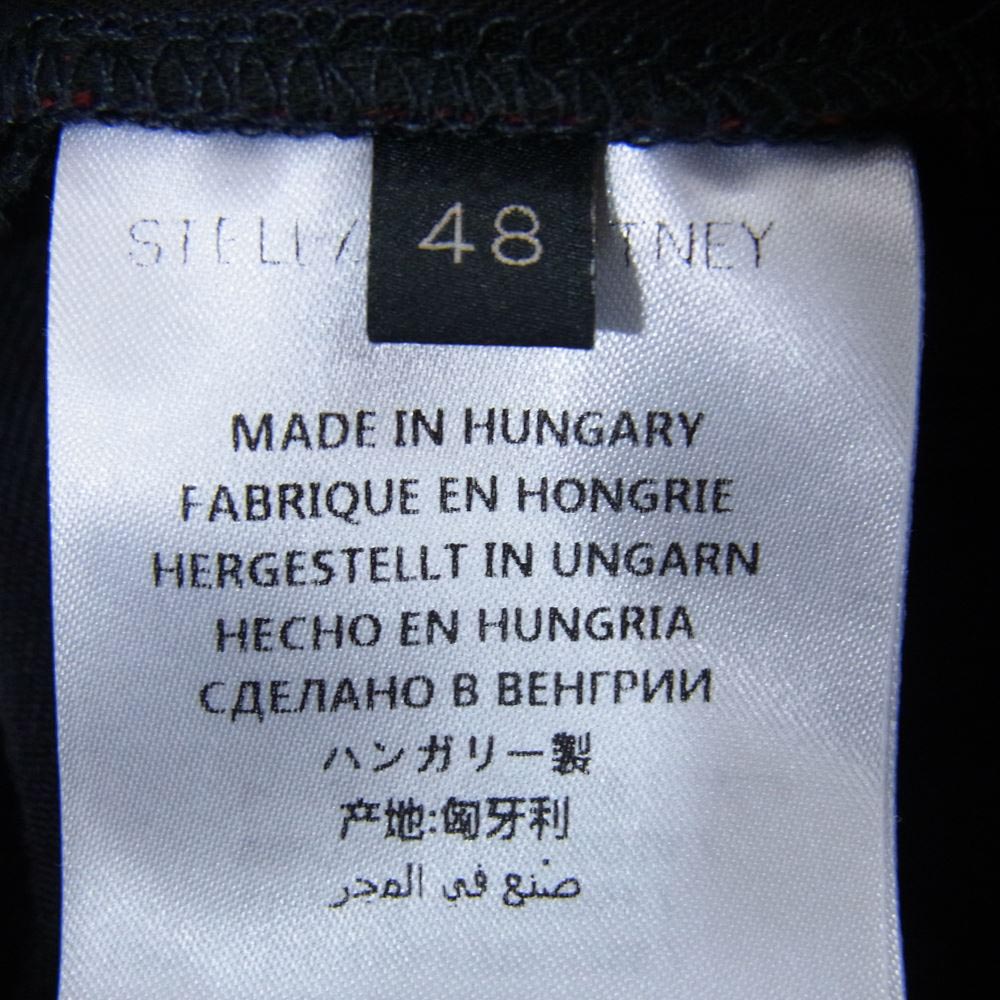 STELLA
48
TNEY
MADE IN HUNGARY
FABRIQUE EN HONGRIE
HERGESTELLT IN UNGARN
HECHO EN HUNGRIA
СДЕЛАНО В ВЕНГРИИ
ハンガリー製
产地:匈牙利
صنع في المجر